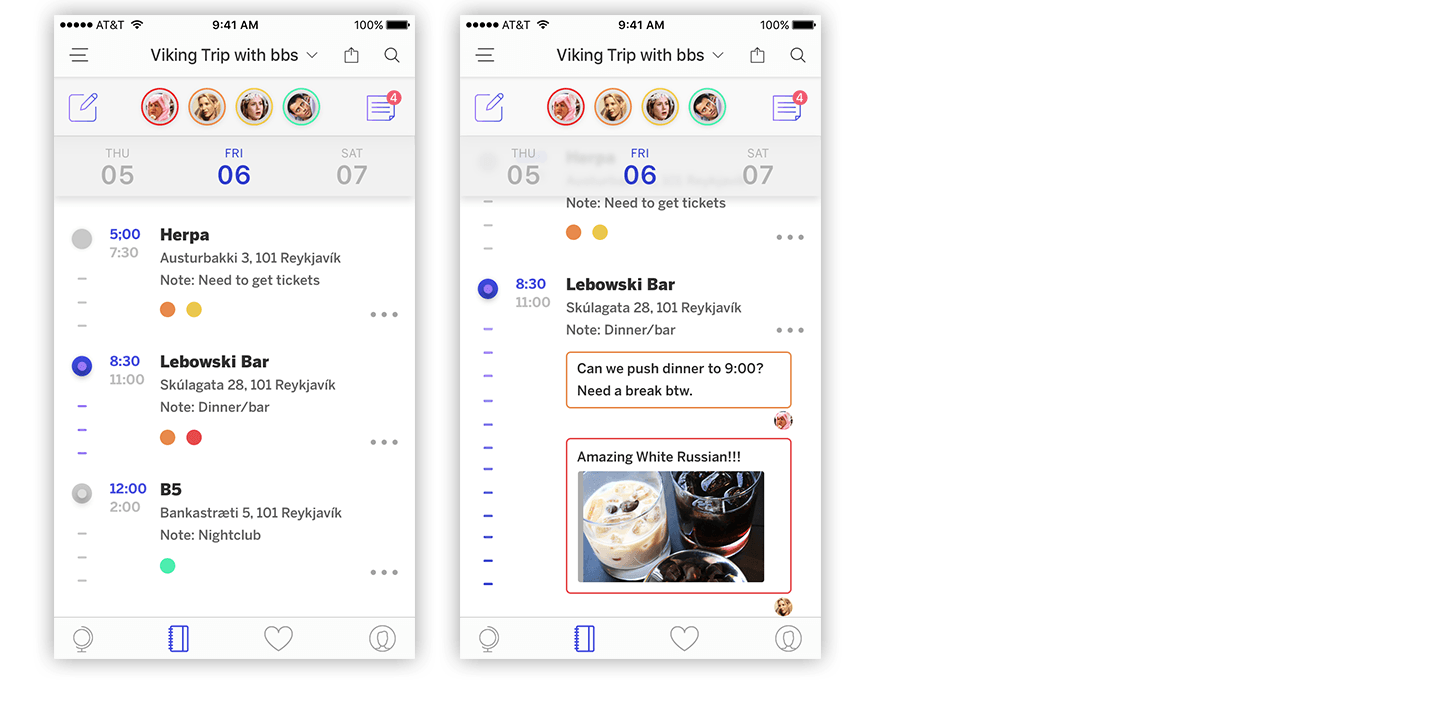 AT&T 9:41 AM 100%
Viking Trip with bbs
4
THU FRI SAT
05 06 07
5;00 Herpa
7:30 Austurbakki 3, 101 Reykjavík
Note: Need to get tickets
8:30 Lebowski Bar
11:00 Skúlagata 28, 101 Reykjavík
Note: Dinner/bar
12:00 B5
2:00 Bankastræti 5, 101 Reykjavík
Note: Nightclub
AT&T 9:41 AM 100%
Viking Trip with bbs
4
THU FRI SAT
Herpa
05 06 07
Note: Need to get tickets
8:30 Lebowski Bar
11:00 Skúlagata 28, 101 Reykjavík
Note: Dinner/bar
Can we push dinner to 9:00?
Need a break btw.
Amazing White Russian!!!